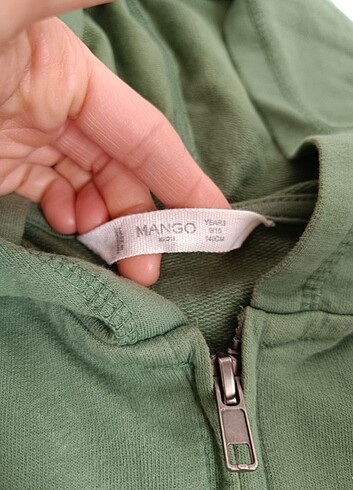 MANGO
KIDS
YEARS
9/10
140CM